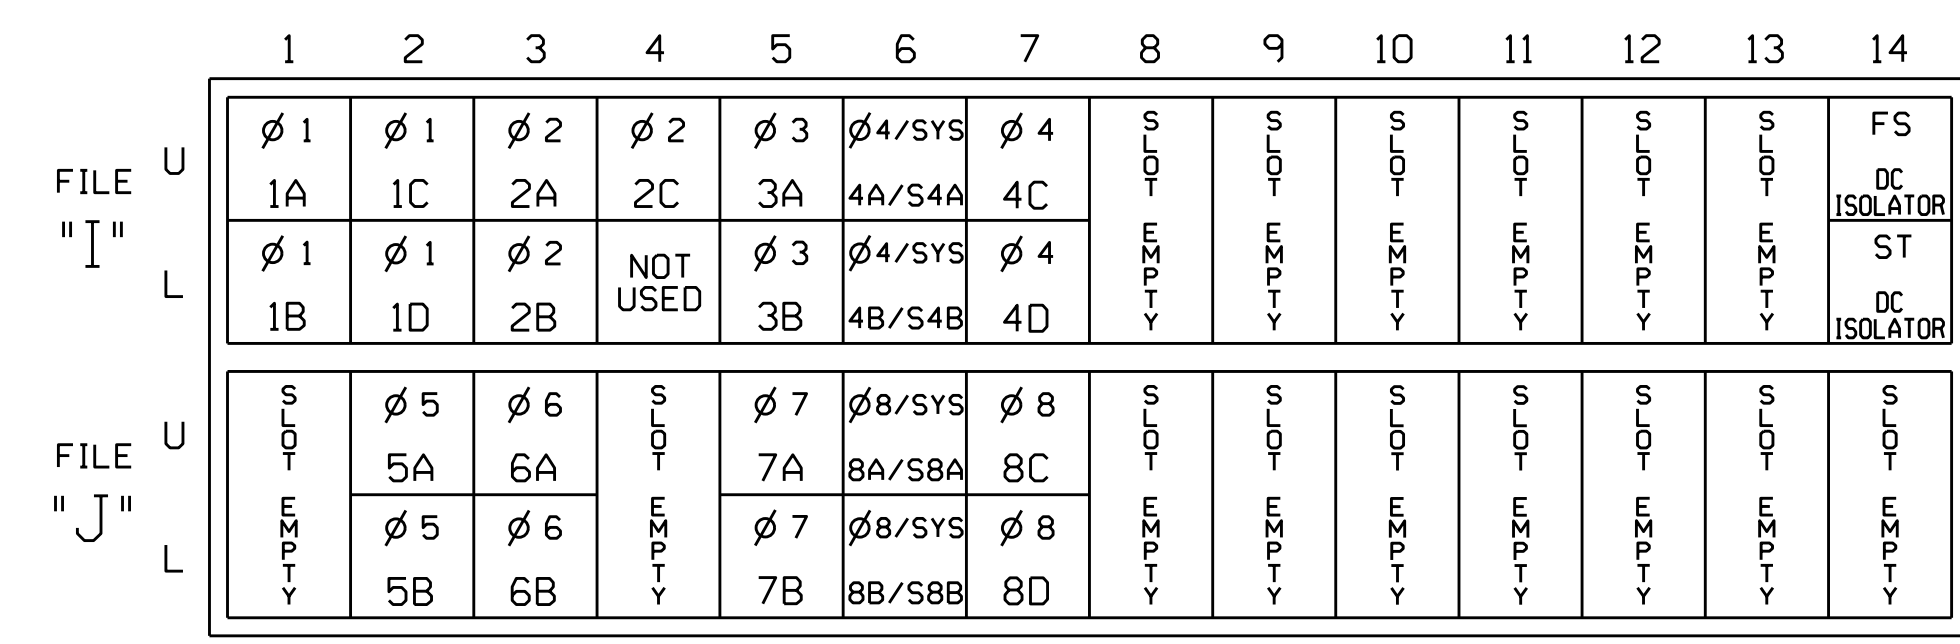 1 2 3 4 5 6 7 8 9 10 11 12 13 14
FILE "I"
U
Ø 1 Ø 1 Ø 2 Ø 2 Ø 3 Ø4/SYS Ø 4 SLOT EMPTY SLOT EMPTY SLOT EMPTY SLOT EMPTY SLOT EMPTY SLOT EMPTY FS
1A 1C 2A 2C 3A 4A/S4A 4C DC ISOLATOR
L
Ø 1 Ø 1 Ø 2 NOT USED Ø 3 Ø4/SYS Ø 4 ST
1B 1D 2B 3B 4B/S4B 4D DC ISOLATOR
FILE "J"
U
SLOT EMPTY Ø 5 Ø 6 SLOT EMPTY Ø 7 Ø8/SYS Ø 8 SLOT EMPTY SLOT EMPTY SLOT EMPTY SLOT EMPTY SLOT EMPTY SLOT EMPTY SLOT EMPTY
5A 6A 7A 8A/S8A 8C
L
Ø 5 Ø 6 Ø 7 Ø8/SYS Ø 8
5B 6B 7B 8B/S8B 8D